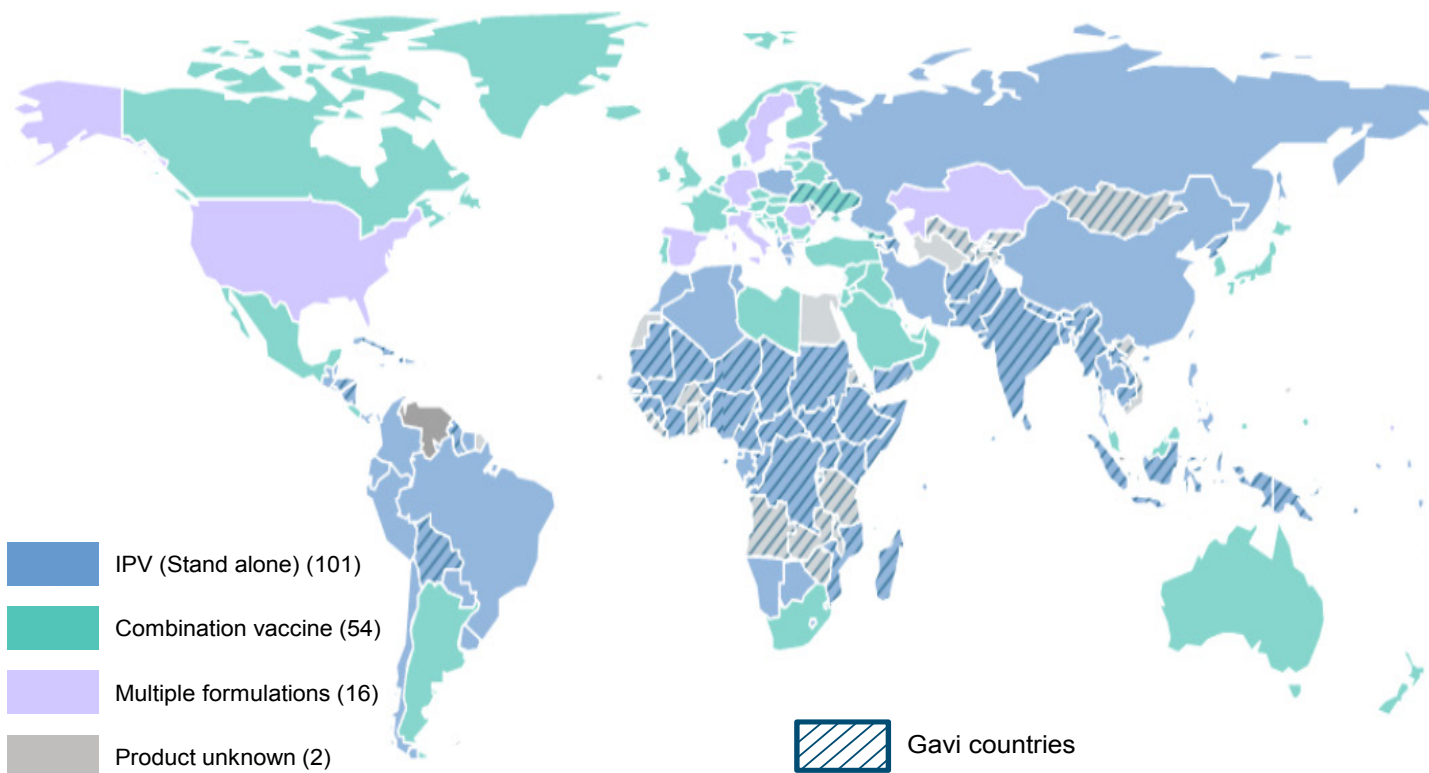 IPV (Stand alone) (101)
Combination vaccine (54)
Multiple formulations (16)
Product unknown (2)
Gavi countries